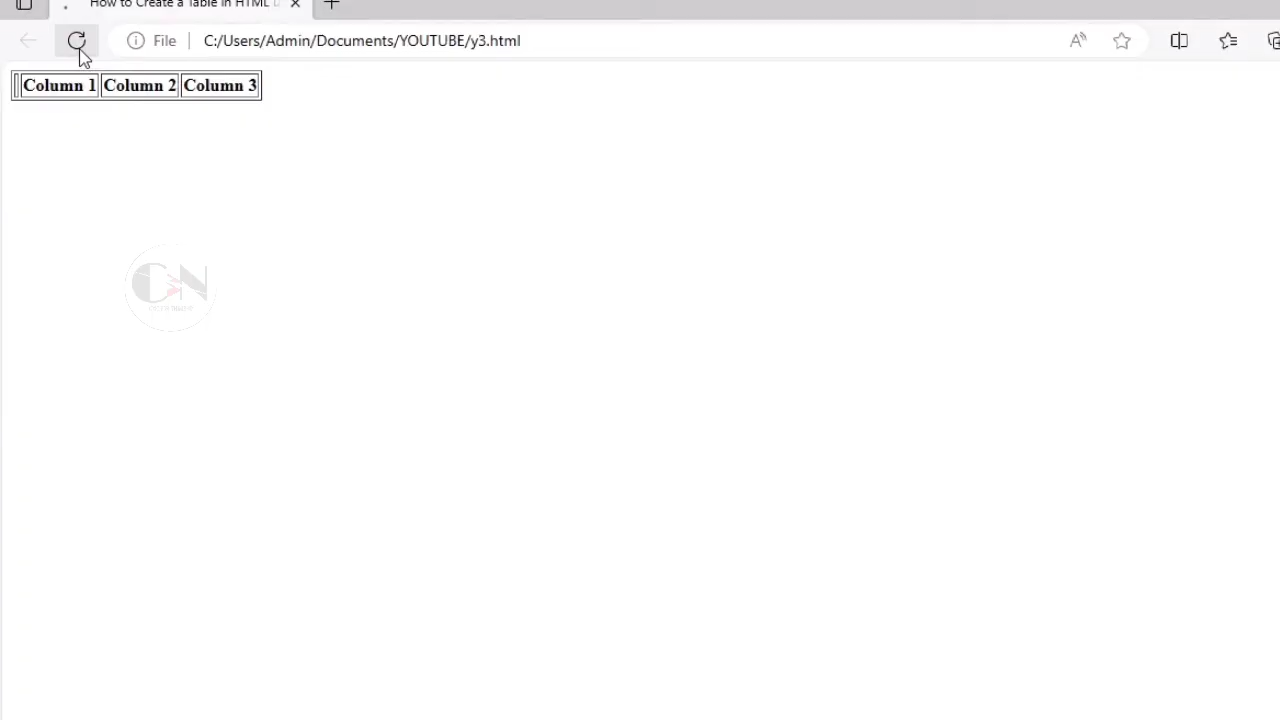 How to Create a Table in HTML
File
C:/Users/Admin/Documents/YOUTUBE/y3.html
Column 1 Column 2 Column 3